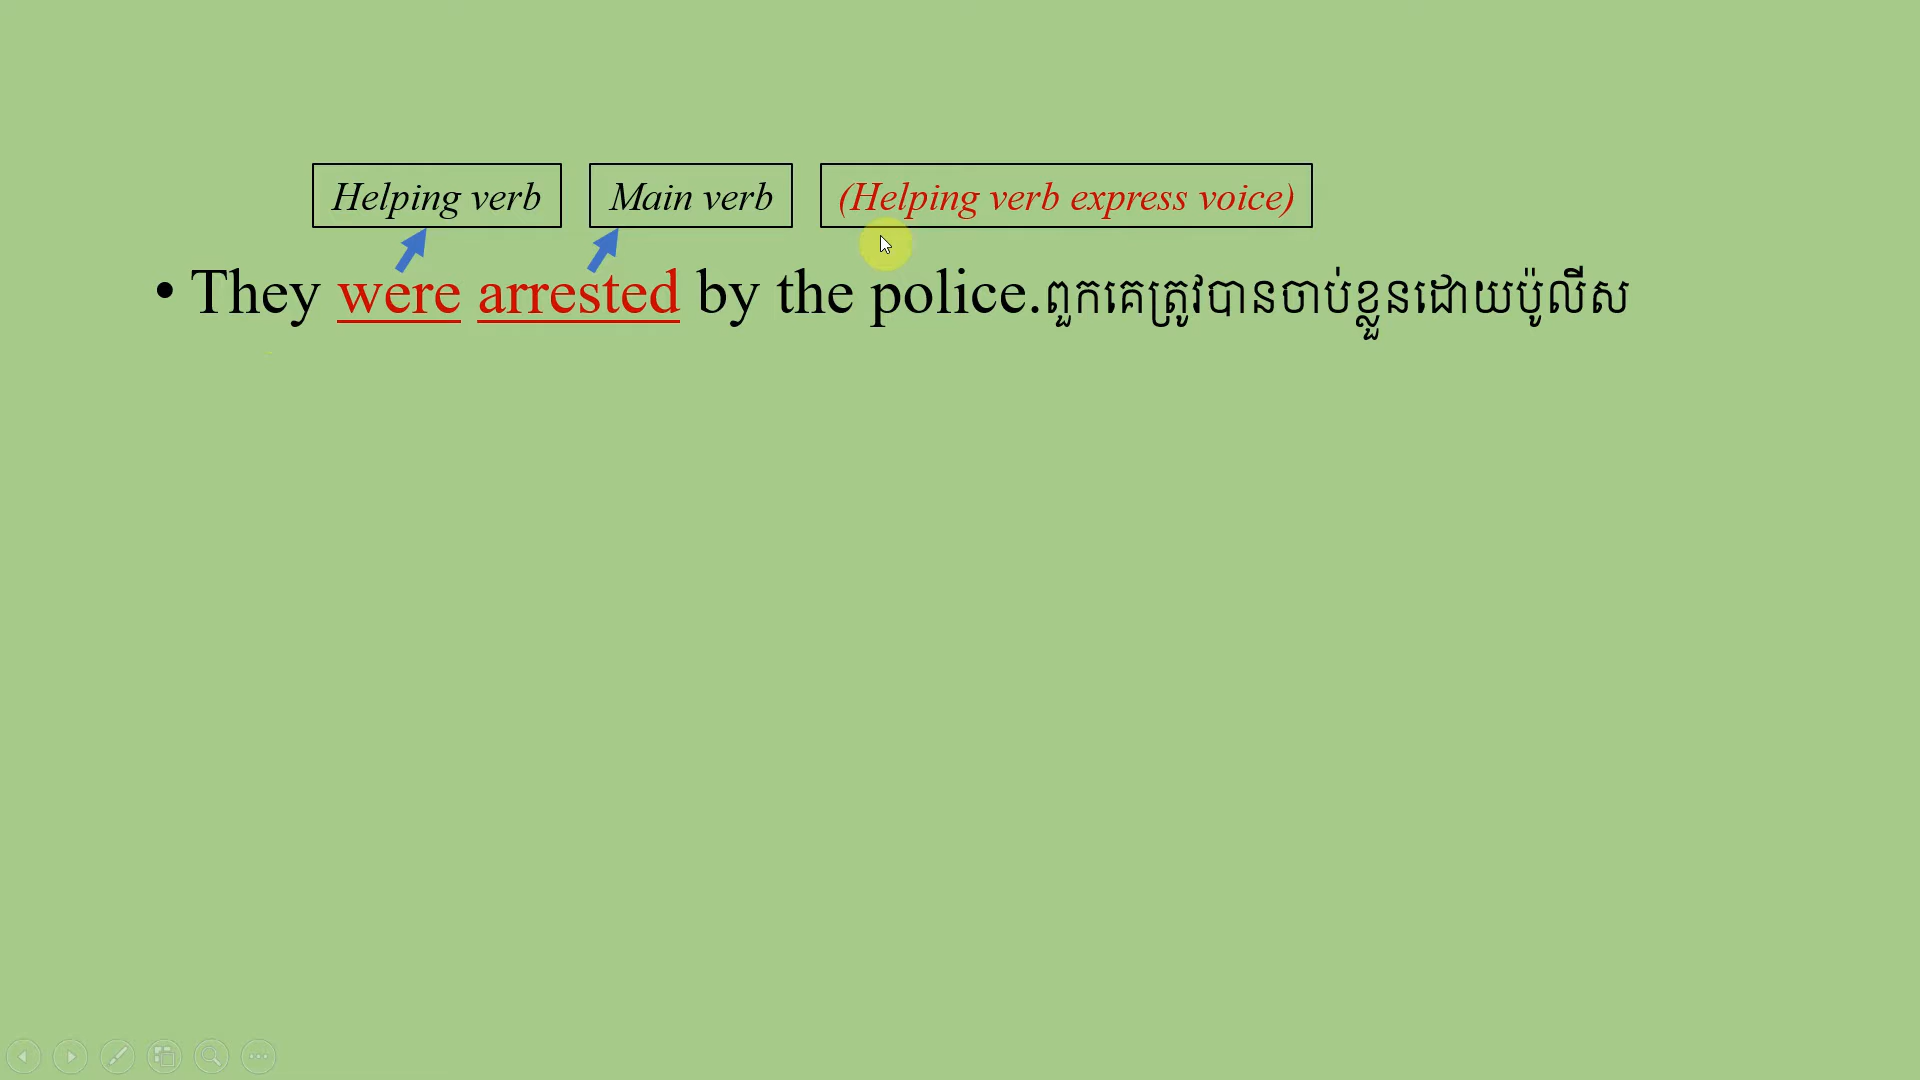 Helping verb Main verb (Helping verb express voice)
• They were arrested by the police.ពួកគេត្រូវបានចាប់ខ្លួនដោយប៉ូលីស